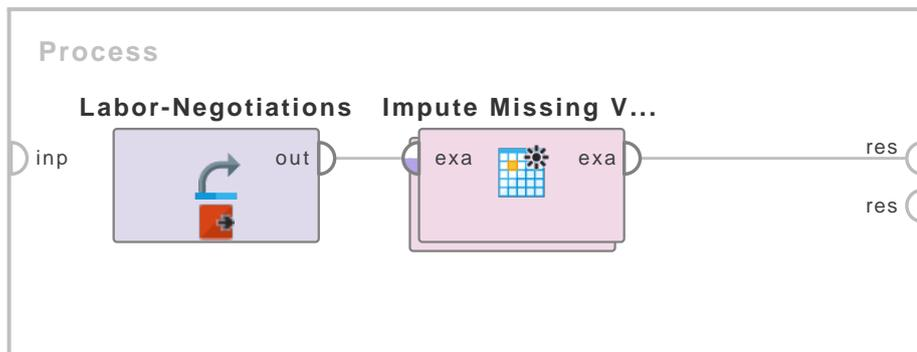 Process
Labor-Negotiations Impute Missing V...
inp out exa exa res
res